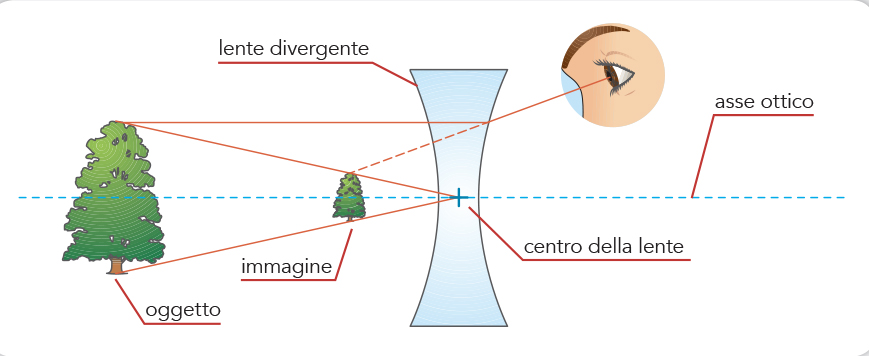 lente divergente
asse ottico
centro della lente
immagine
oggetto